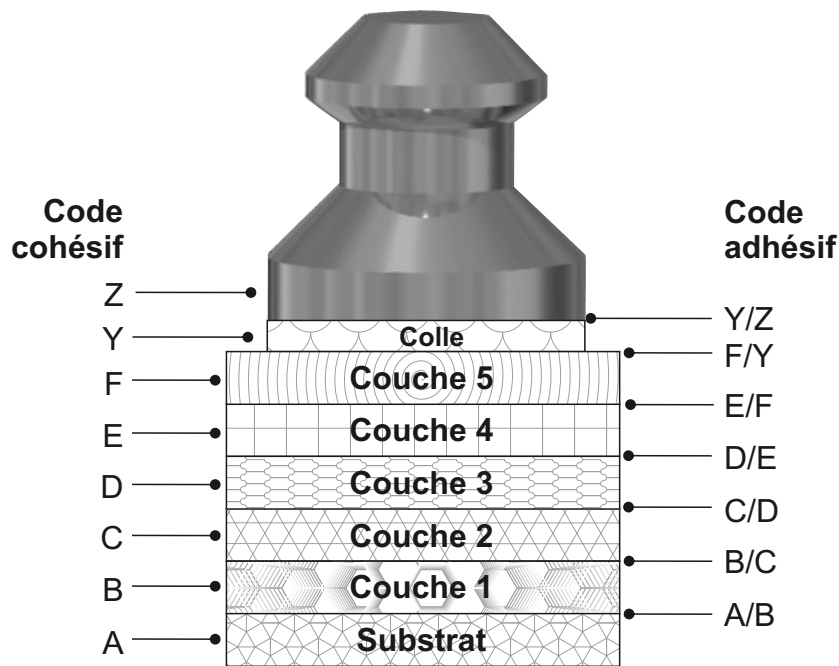 Code
cohésif
Code
adhésif
Z
Y/Z
Y
Colle
F/Y
F
Couche 5
E/F
E
Couche 4
D/E
D
Couche 3
C/D
C
Couche 2
B/C
B
Couche 1
A/B
A
Substrat